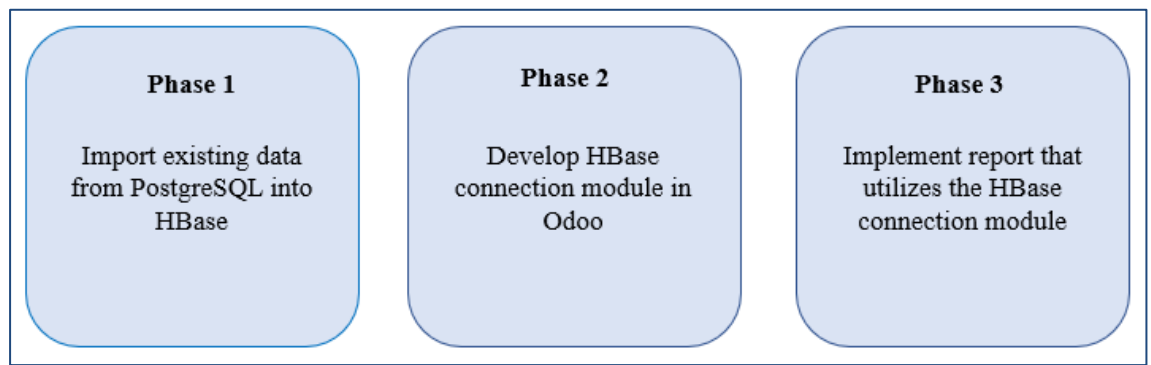 Phase 1
Import existing data
from PostgreSQL into
HBase
Phase 2
Develop HBase
connection module in
Odoo
Phase 3
Implement report that
utilizes the HBase
connection module